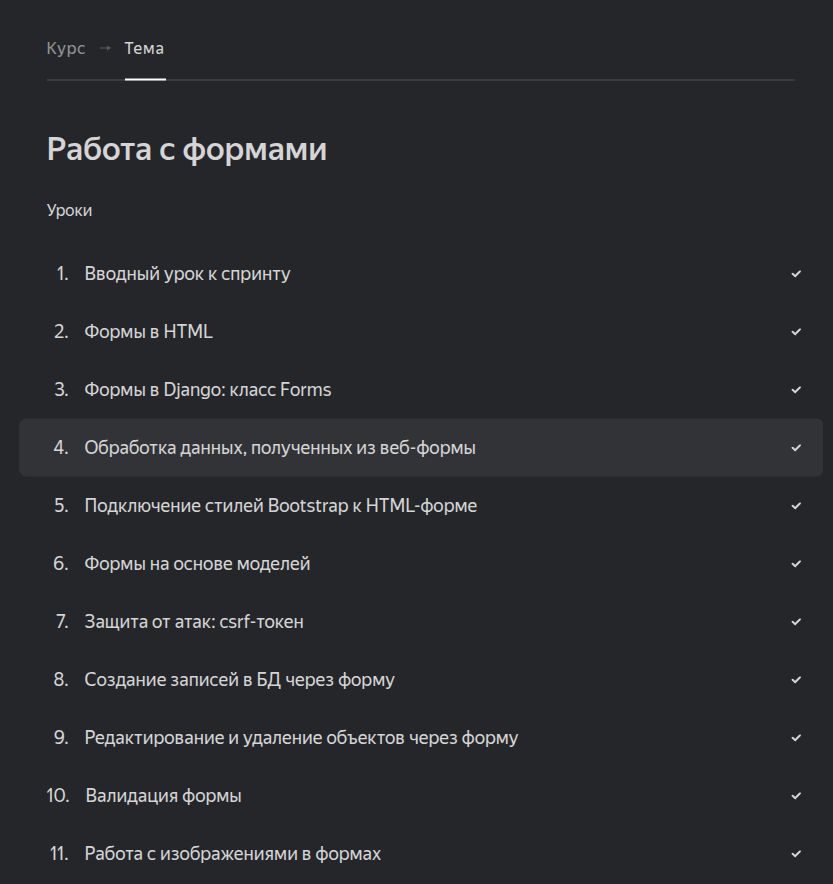 Курс → Тема
Работа с формами
Уроки
1. Вводный урок к спринту
2. Формы в HTML
3. Формы в Django: класс Forms
4. Обработка данных, полученных из веб-формы
5. Подключение стилей Bootstrap к HTML-форме
6. Формы на основе моделей
7. Защита от атак: csrf-токен
8. Создание записей в БД через форму
9. Редактирование и удаление объектов через форму
10. Валидация формы
11. Работа с изображениями в формах